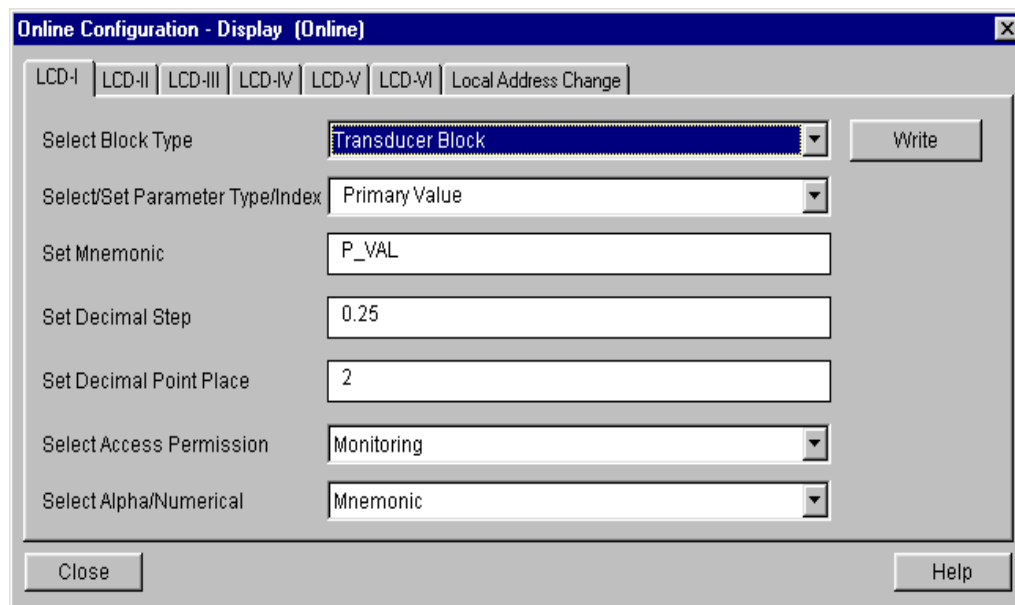 Online Configuration - Display (Online)
LCD-I LCD-II LCD-III LCD-IV LCD-V LCD-VI Local Address Change
Select Block Type Transducer Block Write
Select/Set Parameter Type/Index Primary Value
Set Mnemonic P_VAL
Set Decimal Step 0.25
Set Decimal Point Place 2
Select Access Permission Monitoring
Select Alpha/Numerical Mnemonic
Close Help